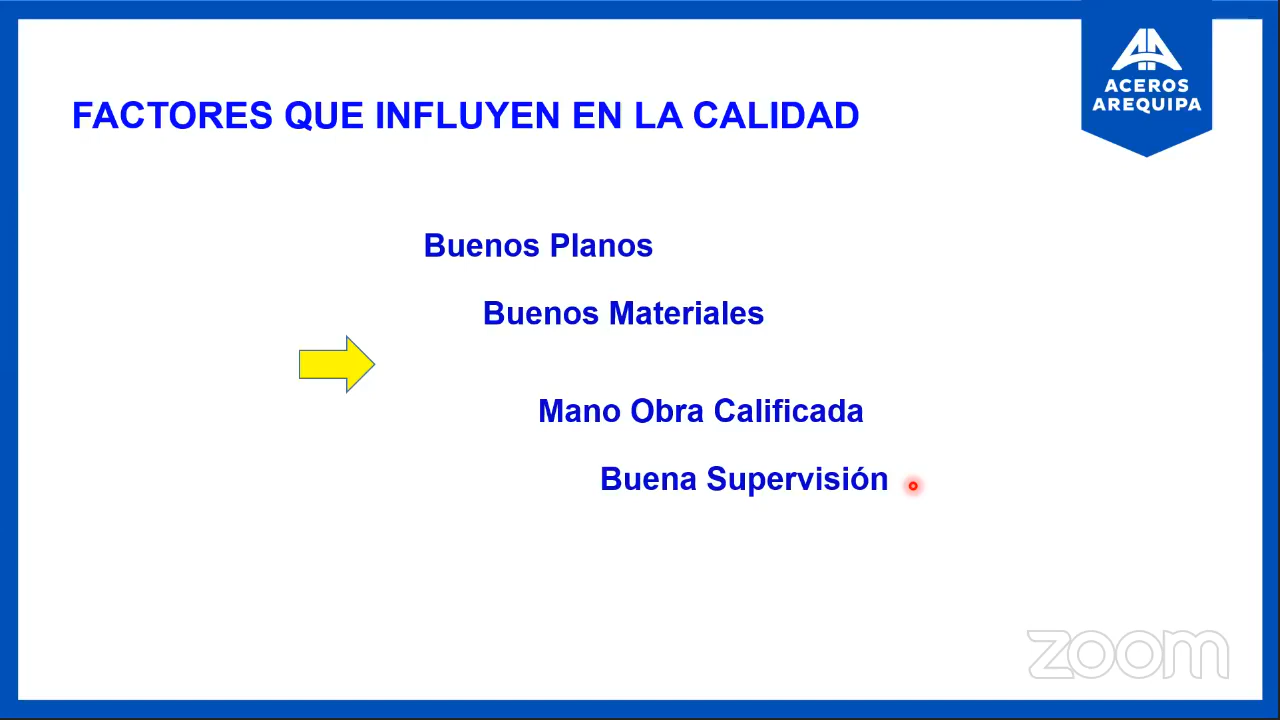 ACEROS
AREQUIPA
FACTORES QUE INFLUYEN EN LA CALIDAD
Buenos Planos
Buenos Materiales
Mano Obra Calificada
Buena Supervisión
zoom